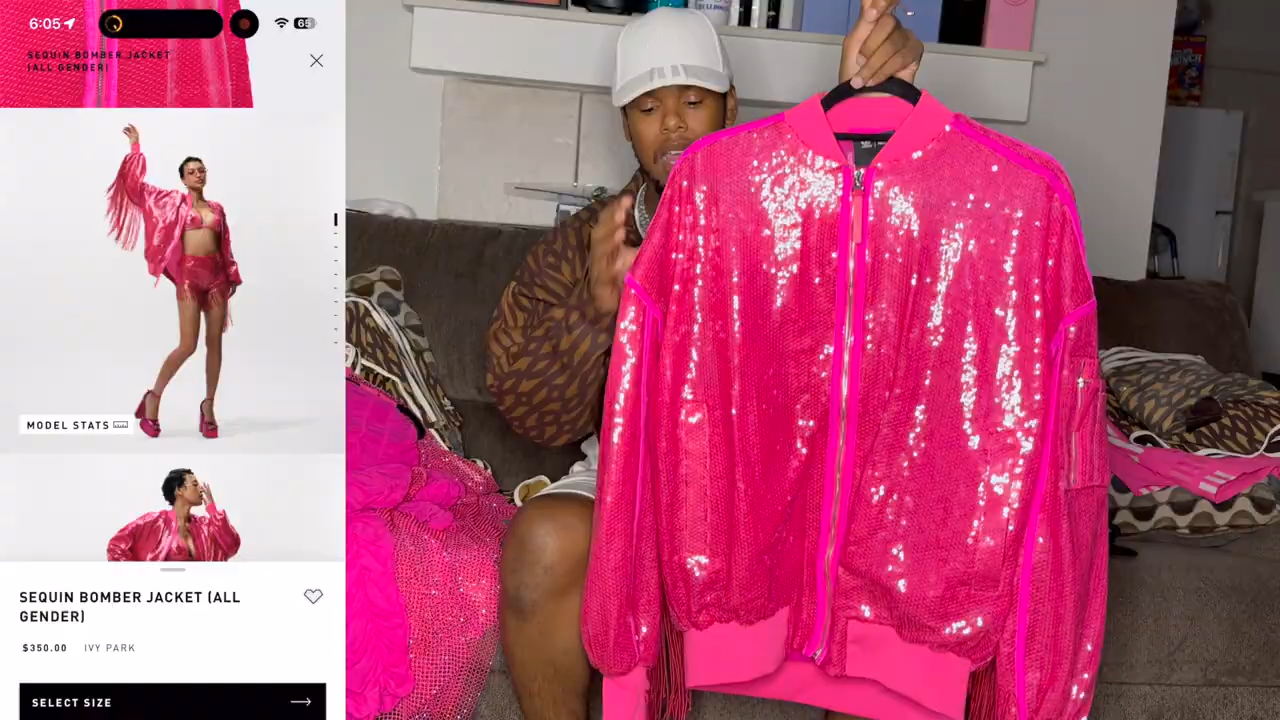 6:05
65
SEQUIN BOMBER JACKET
(ALL GENDER)
MODEL STATS
SEQUIN BOMBER JACKET (ALL
GENDER)
$350.00 IVY PARK
SELECT SIZE